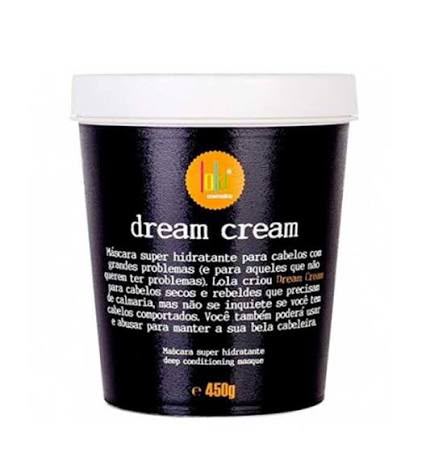 lola
cosmetics
dream cream
Máscara super hidratante para cabelos com
grandes problemas (e para aqueles que não
querem ter problemas). Lola criou Dream Cream
para cabelos secos e rebeldes que precisam
de calmaria, mas não se inquiete se você tem
cabelos comportados. Você também poderá usar
e abusar para manter a sua bela cabeleira.
Máscara super hidratante
deep conditioning masque
e 450g